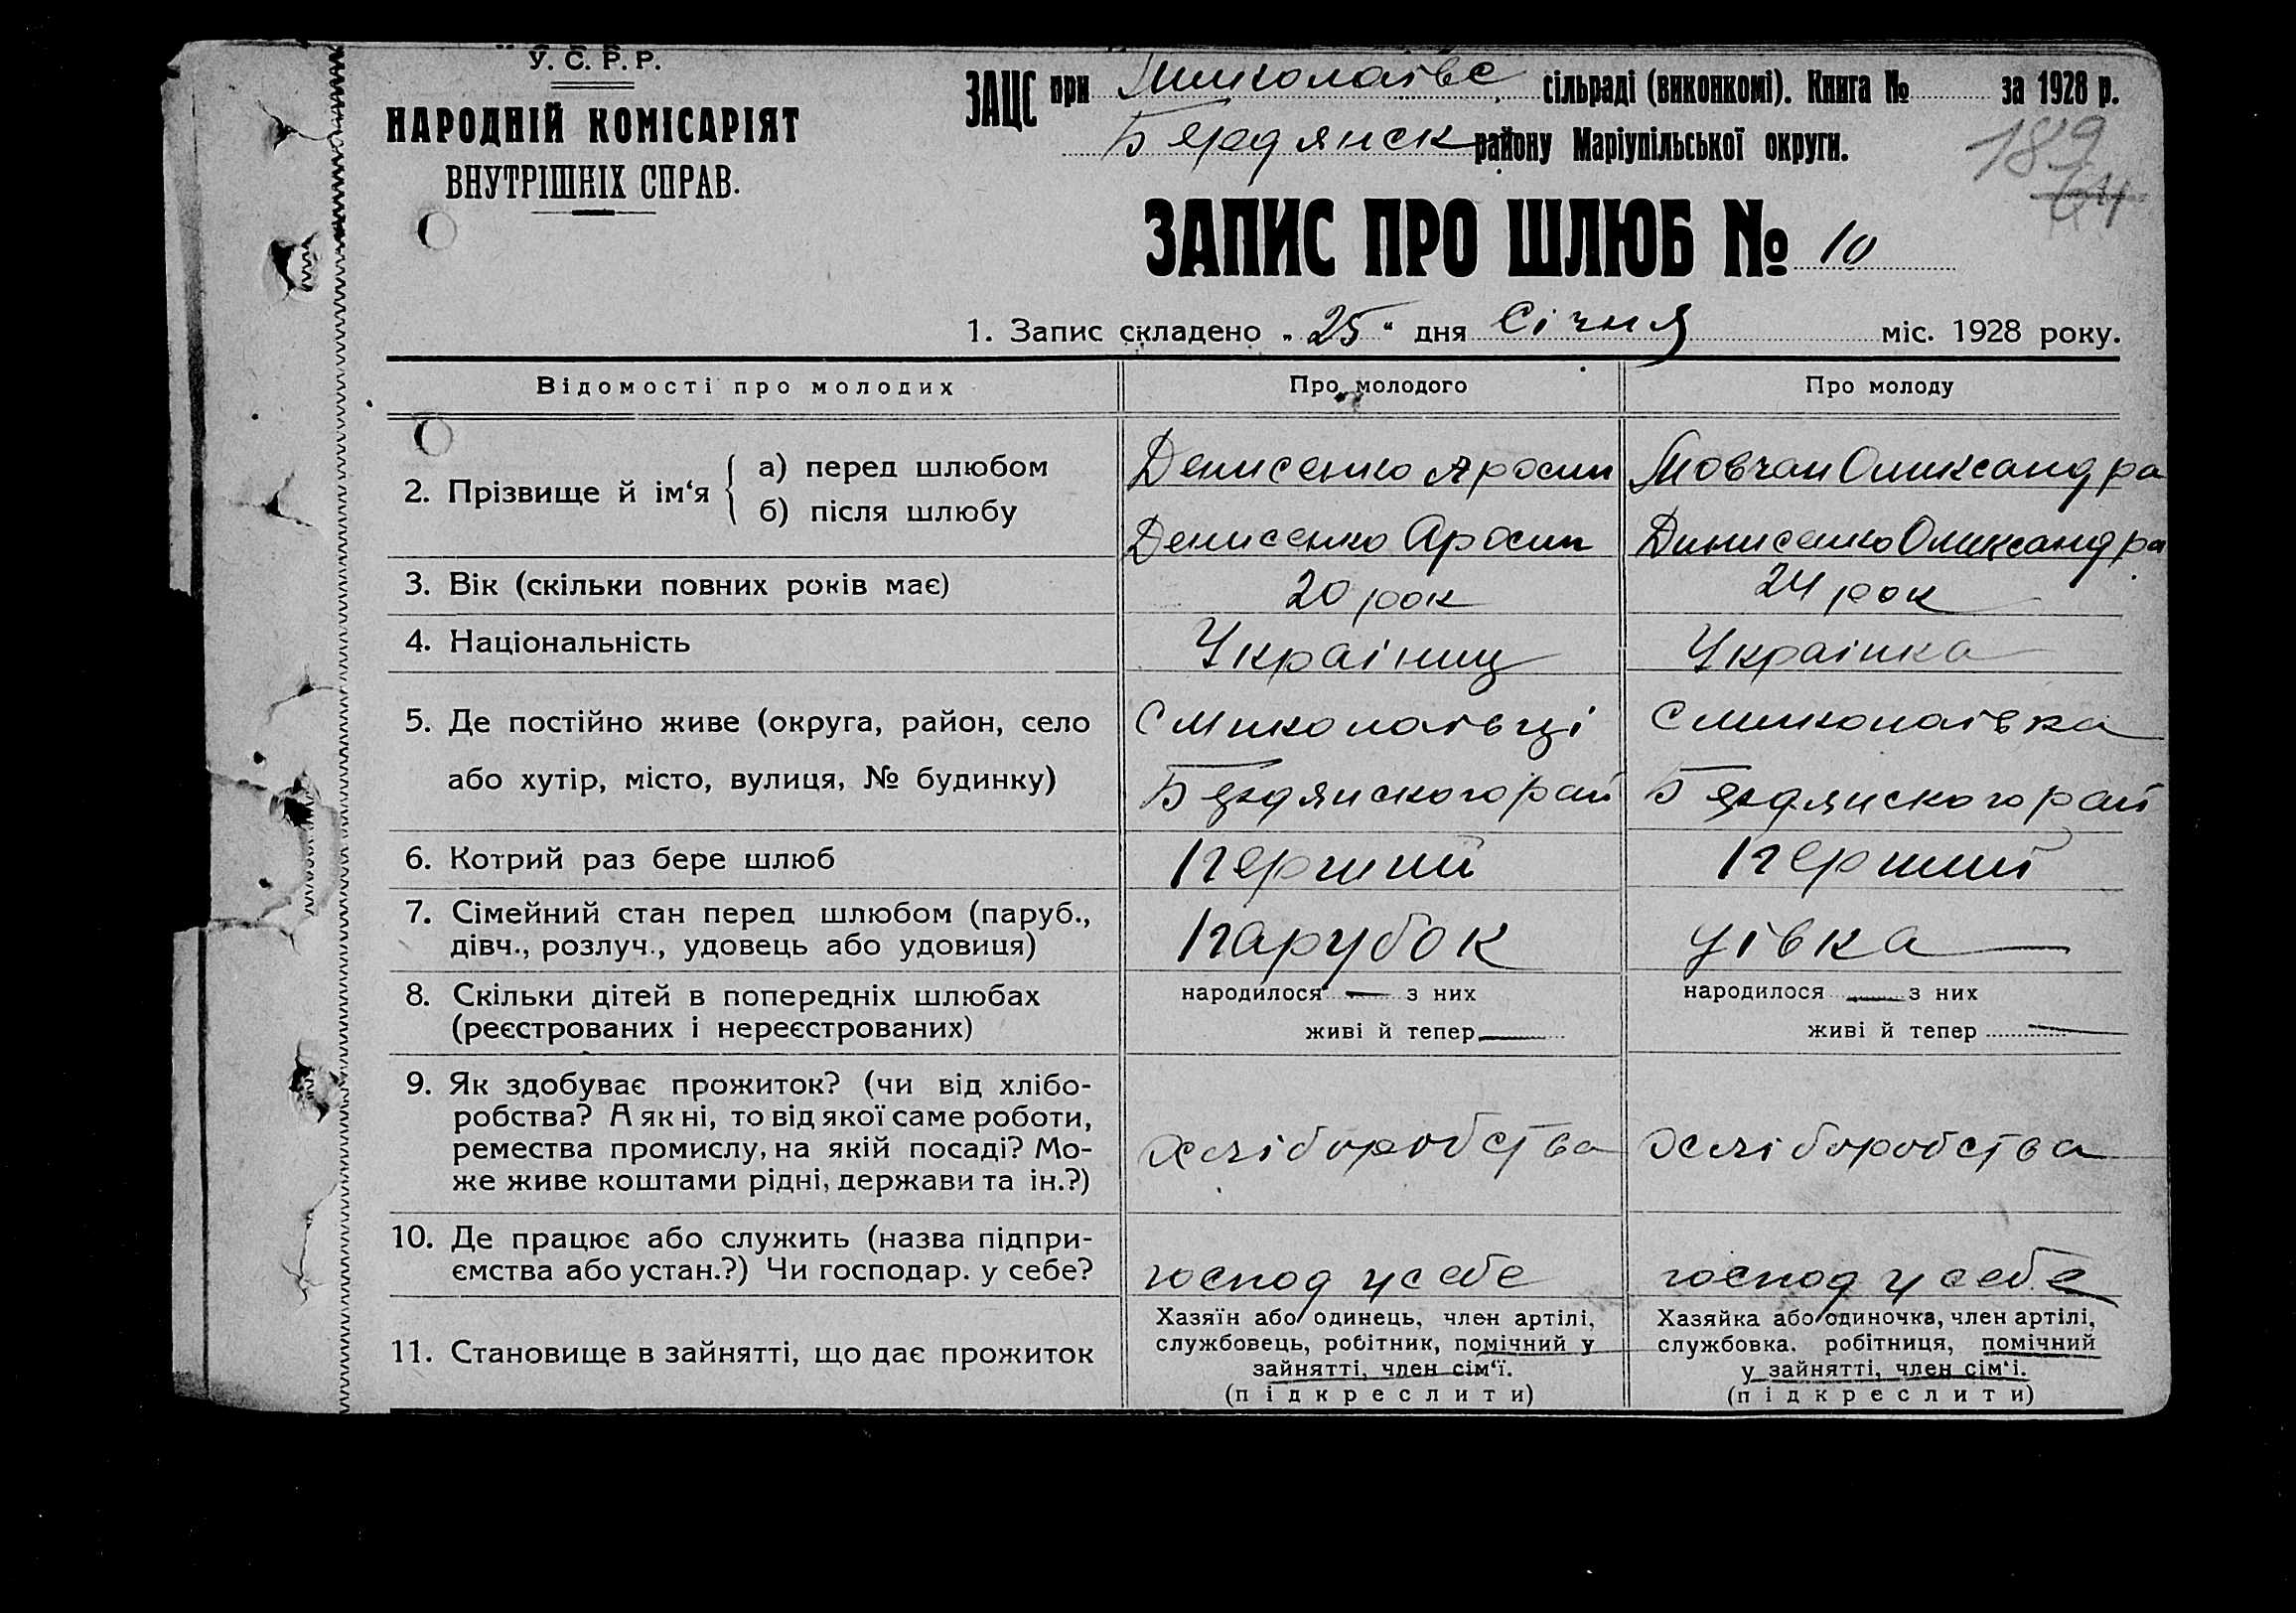 У. С. Р. Р.
НАРОДНІЙ КОМІСАРІЯТ
ВНУТРІШНІХ СПРАВ.
ЗАЦС при Миколаівс сільраді (виконкомі). Книга № за 1928 р.
Бердянск району Маріупільської округи.
189
64
ЗАПИС ПРО ШЛЮБ № 10
1. Запис складено „25“ дня Січня міс. 1928 року.
Відомості про молодих
Про молодого
Про молоду
2. Прізвище й ім‘я
а) перед шлюбом
Денисенко
Мовчан Олександра
б) після шлюбу
Денисенко
Динисенко Олександра
3. Вік (скільки повних років має)
20 рок
24 рок
4. Національність
Украіниц
Украінка
5. Де постійно живе (округа, район, село
або хутір, місто, вулиця, № будинку)
С Миколаівці
Бердянского рай
С Миколаівка
Бердянского рай
6. Котрий раз бере шлюб
Перший
Перший
7. Сімейний стан перед шлюбом (паруб.,
дівч., розлуч., удовець або удовиця)
Парубок
дівка
8. Скільки дітей в попередніх шлюбах
(реєстрованих і нереєстрованих)
народилося — з них
живі й тепер —
народилося — з них
живі й тепер —
9. Як здобуває прожиток? (чи від хлібо-
робства? А як ні, то від якої саме роботи,
ремества промислу, на якій посаді? Мо-
же живе коштами рідні, держави та ін.?)
Хліборобства
Хліборобства
10. Де працює або служить (назва підпри-
ємства або устан.?) Чи господар. у себе?
господ у себе
господ у себе
11. Становище в зайнятті, що дає прожиток
Хазяїн або одинець, член артілі,
службовець, робітник, помічний у
зайнятті, член сім‘ї.
(підкреслити)
Хазяйка або одиночка, член артілі,
службовка. робітниця, помічний
у зайнятті, член сім‘і.
(підкреслити)